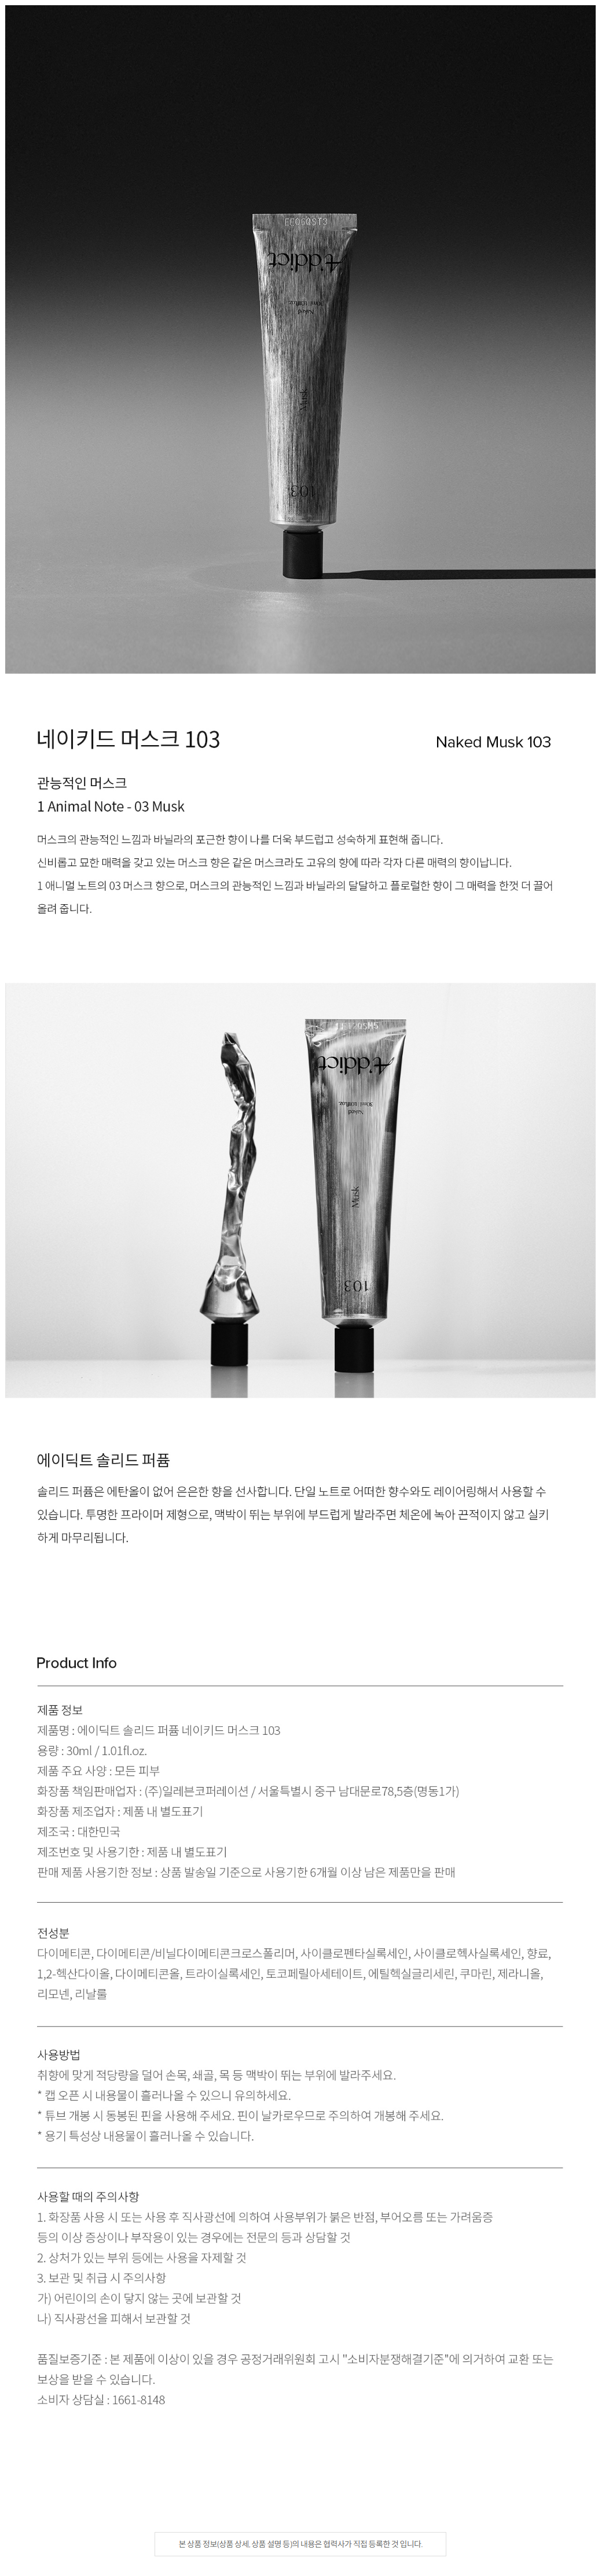 EF06QST3
A'ddict
30ml 1.01fl.oz.
Naked
Musk
103
네이키드 머스크 103
Naked Musk 103
관능적인 머스크
1 Animal Note - 03 Musk
머스크의 관능적인 느낌과 바닐라의 포근한 향이 나를 더욱 부드럽고 성숙하게 표현해 줍니다.
신비롭고 묘한 매력을 갖고 있는 머스크 향은 같은 머스크라도 고유의 향에 따라 각자 다른 매력의 향이납니다.
1 애니멀 노트의 03 머스크 향으로, 머스크의 관능적인 느낌과 바닐라의 달달하고 플로럴한 향이 그 매력을 한껏 더 끌어
올려 줍니다.
A'ddict
30ml 1.01fl.oz.
Naked
Musk
103
에이딕트 솔리드 퍼퓸
솔리드 퍼퓸은 에탄올이 없어 은은한 향을 선사합니다. 단일 노트로 어떠한 향수와도 레이어링해서 사용할 수
있습니다. 투명한 프라이머 제형으로, 맥박이 뛰는 부위에 부드럽게 발라주면 체온에 녹아 끈적이지 않고 실키
하게 마무리됩니다.
Product Info
제품 정보
제품명 : 에이딕트 솔리드 퍼퓸 네이키드 머스크 103
용량 : 30ml / 1.01fl.oz.
제품 주요 사양 : 모든 피부
화장품 책임판매업자 : (주)일레븐코퍼레이션 / 서울특별시 중구 남대문로78,5층(명동1가)
화장품 제조업자 : 제품 내 별도표기
제조국 : 대한민국
제조번호 및 사용기한 : 제품 내 별도표기
판매 제품 사용기한 정보 : 상품 발송일 기준으로 사용기한 6개월 이상 남은 제품만을 판매
전성분
다이메티콘, 다이메티콘/비닐다이메티콘크로스폴리머, 사이클로펜타실록세인, 사이클로헥사실록세인, 향료,
1,2-헥산다이올, 다이메티콘올, 트라이실록세인, 토코페릴아세테이트, 에틸헥실글리세린, 쿠마린, 제라니올,
리모넨, 리날룰
사용방법
취향에 맞게 적당량을 덜어 손목, 쇄골, 목 등 맥박이 뛰는 부위에 발라주세요.
* 캡 오픈 시 내용물이 흘러나올 수 있으니 유의하세요.
* 튜브 개봉 시 동봉된 핀을 사용해 주세요. 핀이 날카로우므로 주의하여 개봉해 주세요.
* 용기 특성상 내용물이 흘러나올 수 있습니다.
사용할 때의 주의사항
1. 화장품 사용 시 또는 사용 후 직사광선에 의하여 사용부위가 붉은 반점, 부어오름 또는 가려움증
등의 이상 증상이나 부작용이 있는 경우에는 전문의 등과 상담할 것
2. 상처가 있는 부위 등에는 사용을 자제할 것
3. 보관 및 취급 시 주의사항
가) 어린이의 손이 닿지 않는 곳에 보관할 것
나) 직사광선을 피해서 보관할 것
품질보증기준 : 본 제품에 이상이 있을 경우 공정거래위원회 고시 "소비자분쟁해결기준"에 의거하여 교환 또는
보상을 받을 수 있습니다.
소비자 상담실 : 1661-8148
본 상품 정보(상품 상세, 상품 설명 등)의 내용은 협력사가 직접 등록한 것 입니다.